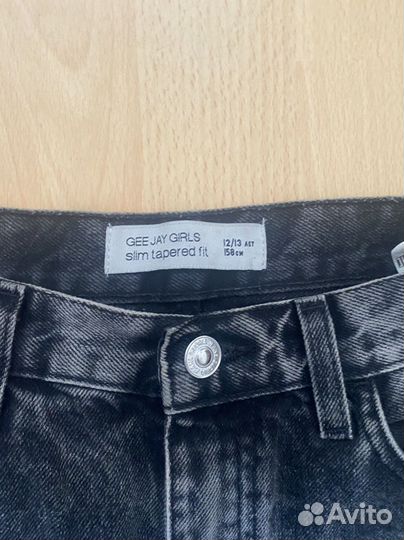 GEE JAY GIRLS 12/13 ЛЕТ
slim tapered fit 158 СМ
Avito